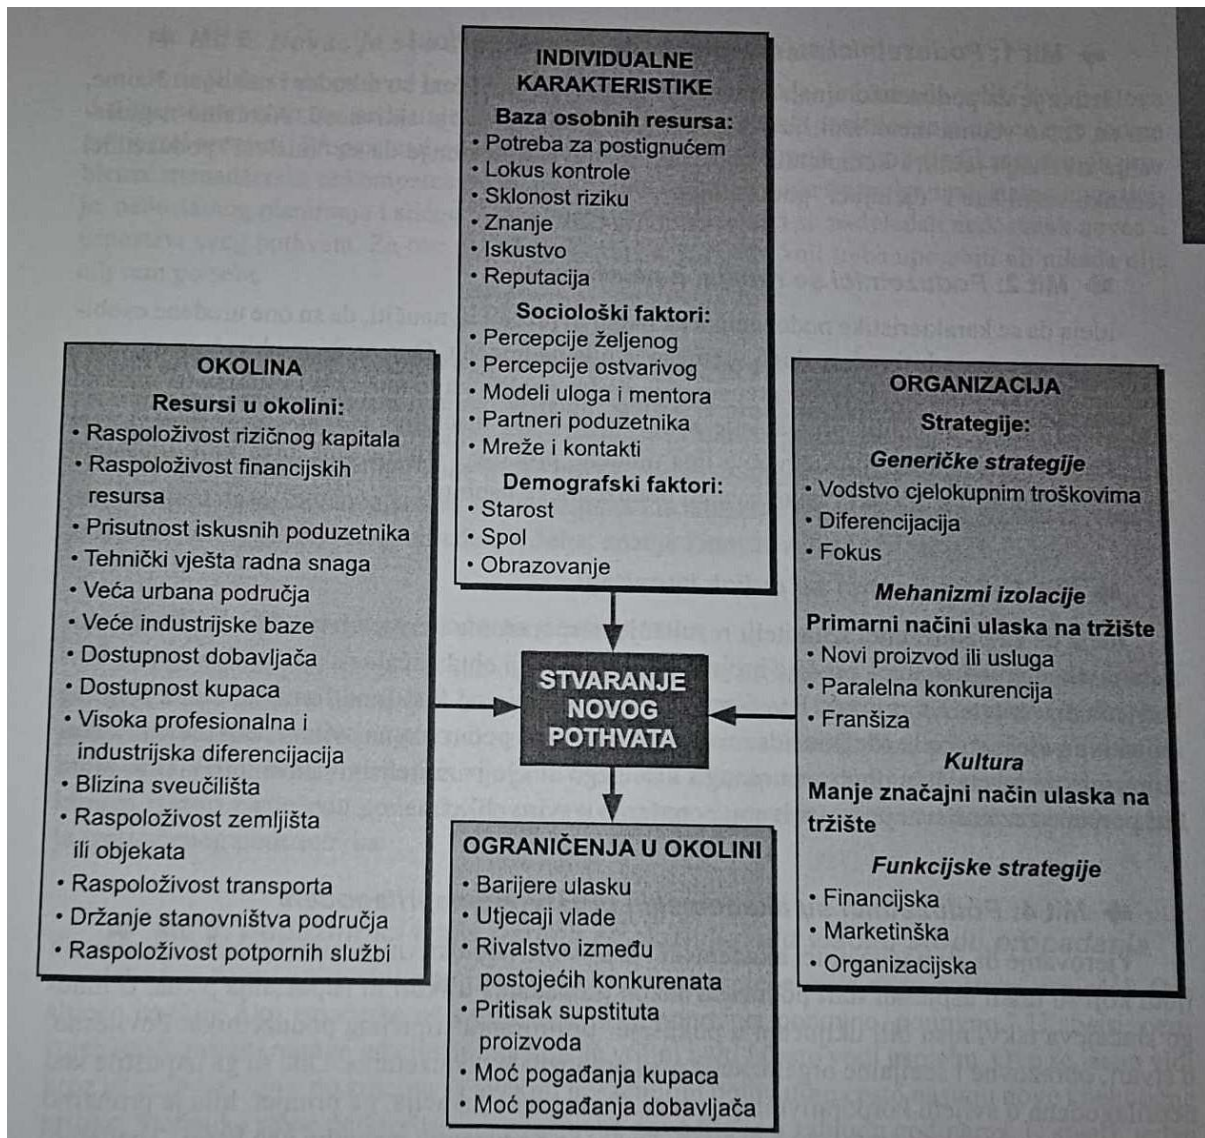 INDIVIDUALNE
KARAKTERISTIKE
Baza osobnih resursa:
• Potreba za postignućem
• Lokus kontrole
• Sklonost riziku
• Znanje
• Iskustvo
• Reputacija
Sociološki faktori:
• Percepcije željenog
• Percepcije ostvarivog
• Modeli uloga i mentora
• Partneri poduzetnika
• Mreže i kontakti
Demografski faktori:
• Starost
• Spol
• Obrazovanje
OKOLINA
Resursi u okolini:
• Raspoloživost rizičnog kapitala
• Raspoloživost financijskih
resursa
• Prisutnost iskusnih poduzetnika
• Tehnički vješta radna snaga
• Veća urbana područja
• Veće industrijske baze
• Dostupnost dobavljača
• Dostupnost kupaca
• Visoka profesionalna i
industrijska diferencijacija
• Blizina sveučilišta
• Raspoloživost zemljišta
ili objekata
• Raspoloživost transporta
• Držanje stanovništva područja
• Raspoloživost potpornih službi
STVARANJE
NOVOG
POTHVATA
ORGANIZACIJA
Strategije:
Generičke strategije
• Vodstvo cjelokupnim troškovima
• Diferencijacija
• Fokus
Mehanizmi izolacije
Primarni načini ulaska na tržište
• Novi proizvod ili usluga
• Paralelna konkurencija
• Franšiza
Kultura
Manje značajni način ulaska na
tržište
Funkcijske strategije
• Financijska
• Marketinška
• Organizacijska
OGRANIČENJA U OKOLINI
• Barijere ulasku
• Utjecaji vlade
• Rivalstvo između
postojećih konkurenata
• Pritisak supstituta
proizvoda
• Moć pogađanja kupaca
• Moć pogađanja dobavljača